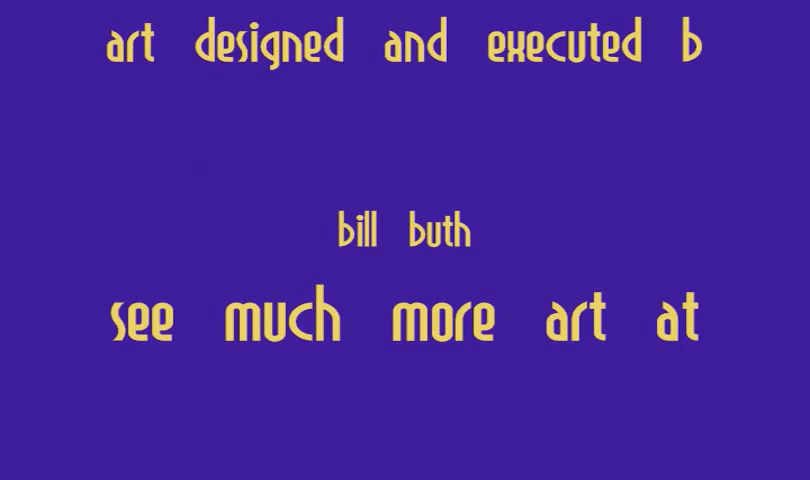 art designed and executed b
bill buth
see much more art at